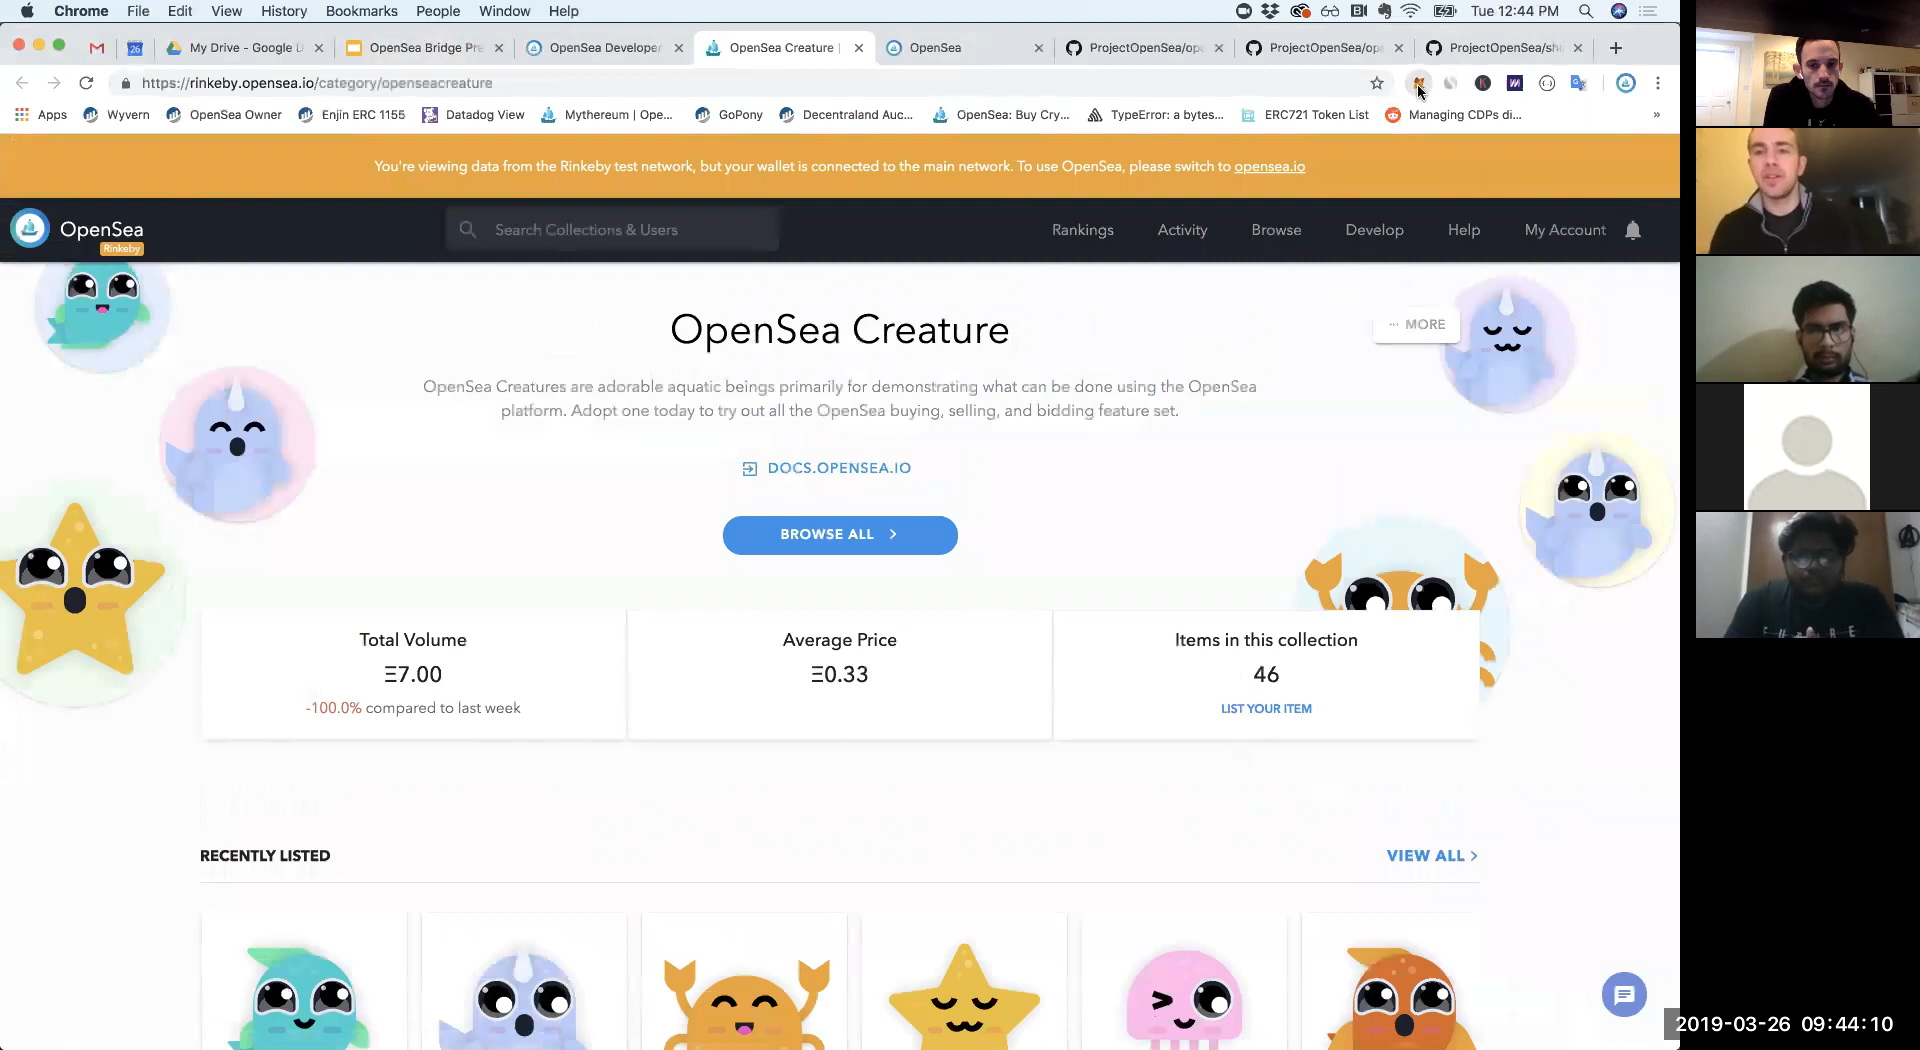 Chrome File Edit View History Bookmarks People Window Help Tue 12:44 PM
My Drive - Google D OpenSea Bridge Pre OpenSea Developer OpenSea Creature | OpenSea ProjectOpenSea/op ProjectOpenSea/op ProjectOpenSea/sh
https://rinkeby.opensea.io/category/openseacreature
Apps Wyvern OpenSea Owner Enjin ERC 1155 Datadog View Mythereum | Ope... GoPony Decentraland Auc... OpenSea: Buy Cry... TypeError: a bytes... ERC721 Token List Managing CDPs di... »
You're viewing data from the Rinkeby test network, but your wallet is connected to the main network. To use OpenSea, please switch to opensea.io
OpenSea
Rinkeby
Search Collections & Users
Rankings Activity Browse Develop Help My Account
OpenSea Creature
··· MORE
OpenSea Creatures are adorable aquatic beings primarily for demonstrating what can be done using the OpenSea
platform. Adopt one today to try out all the OpenSea buying, selling, and bidding feature set.
DOCS.OPENSEA.IO
BROWSE ALL >
Total Volume
Ξ7.00
-100.0% compared to last week
Average Price
Ξ0.33
Items in this collection
46
LIST YOUR ITEM
RECENTLY LISTED
VIEW ALL >
2019-03-26 09:44:10